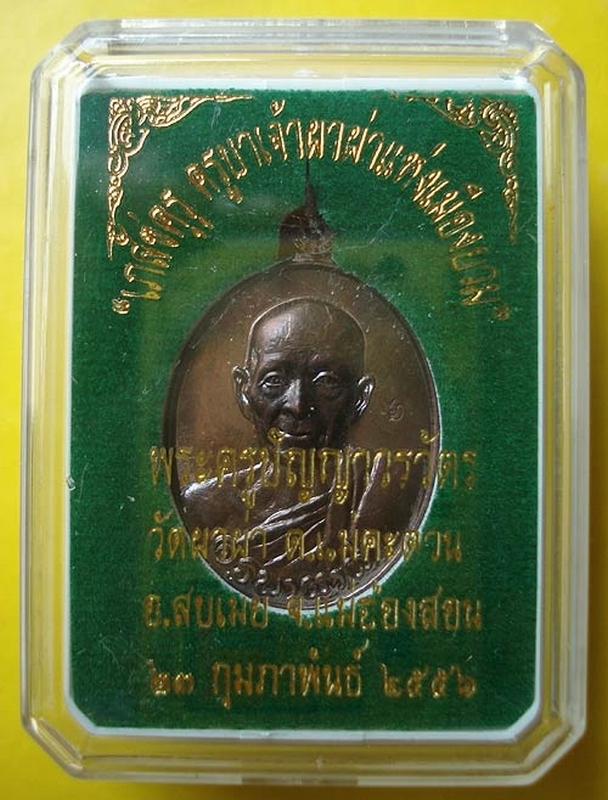 "เภสัชครู ครูบาเจ้าผาผ่าแห่งเมืองยวม"
พระครูปัญญาวรวัตร
วัดผาผ่า ต.แม่คะตวน
อ.สบเมย จ.แม่ฮ่องสอน
๒๓ กุมภาพันธ์ ๒๕๕๖